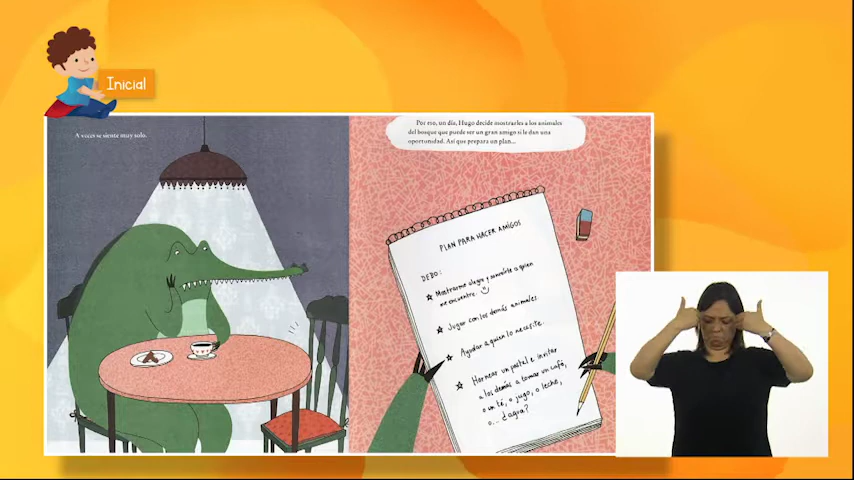 Inicial
A veces se siente muy solo.
Por eso, un día, Hugo decide mostrarles a los animales
del bosque que puede ser un gran amigo si le dan una
oportunidad. Así que prepara un plan...
PLAN PARA HACER AMIGOS
DEBO:
Mostrarme alegre y sonreírle a quien
me encuentre.
Jugar con los demás animales.
Ayudar a quien lo necesite.
Hornear un pastel e invitar
a los demás a tomar un café,
o un té, o jugo, o leche,
o... ¿agua?